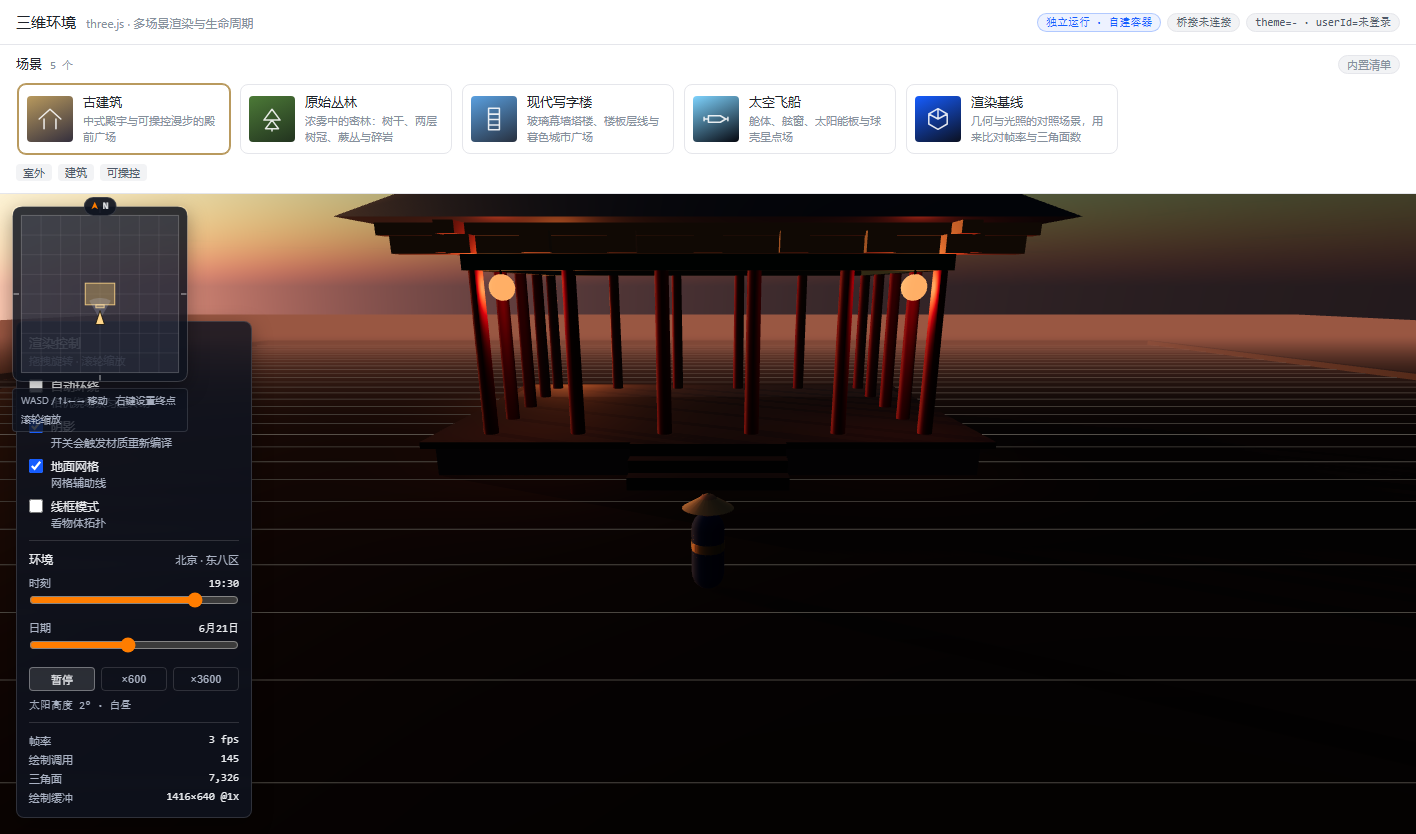 三维环境 three.js · 多场景渲染与生命周期
独立运行 · 自建容器 桥接未连接 theme=- · userId=未登录
场景 5 个
内置清单
古建筑
中式殿宇与可操控漫步的殿
前广场
原始丛林
浓雾中的密林：树干、两层
树冠、蕨丛与碎岩
现代写字楼
玻璃幕墙塔楼、楼板层线与
暮色城市广场
太空飞船
舱体、舷窗、太阳能板与球
壳星点场
渲染基线
几何与光照的对照场景，用
来比对帧率与三角面数
室外 建筑 可操控
N
渲染控制
自动环绕
WASD / ↑↓←→ 移动 右键设置终点
滚轮缩放
阴影
开关会触发材质重新编译
地面网格
网格辅助线
线框模式
看物体拓扑
环境 北京 · 东八区
时刻 19:30
日期 6月21日
暂停 ×600 ×3600
太阳高度 2° · 白昼
帧率 3 fps
绘制调用 145
三角面 7,326
绘制缓冲 1416×640 @1x